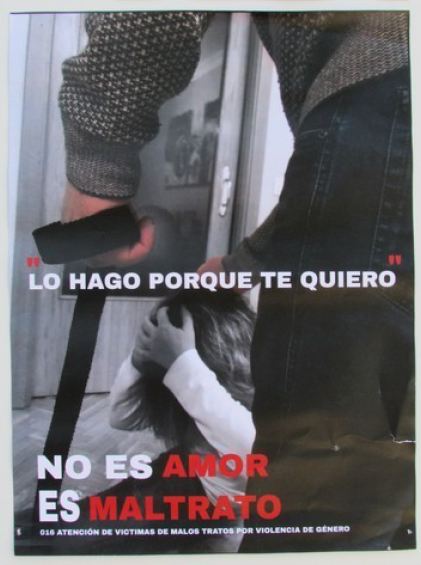 "LO HAGO PORQUE TE QUIERO"
NO ES AMOR
ES MALTRATO
016 ATENCIÓN DE VICTIMAS DE MALOS TRATOS POR VIOLENCIA DE GÉNERO